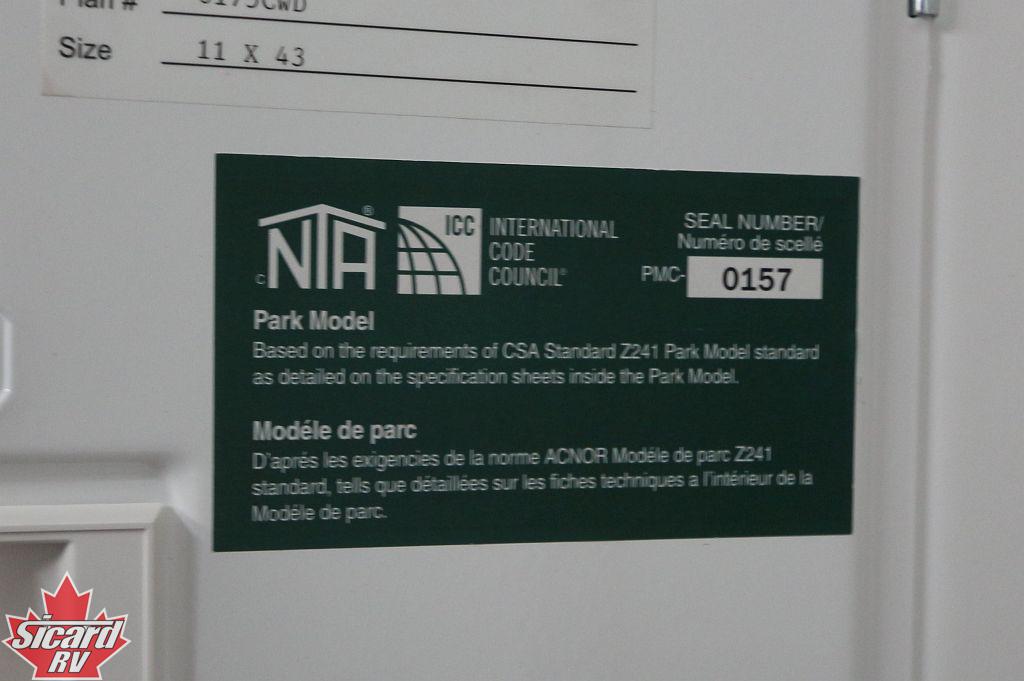 Plan #
Size 11 X 43
NTA ®
C
ICC INTERNATIONAL
CODE
COUNCIL®
SEAL NUMBER/
Numéro de scellé
PMC- 0157
Park Model
Based on the requirements of CSA Standard Z241 Park Model standard
as detailed on the specification sheets inside the Park Model.
Modéle de parc
D'aprés les exigencies de la norme ACNOR Modéle de parc Z241
standard, tells que détaillées sur les fiches techniques a l'intérieur de la
Modéle de parc.
Sicard
RV